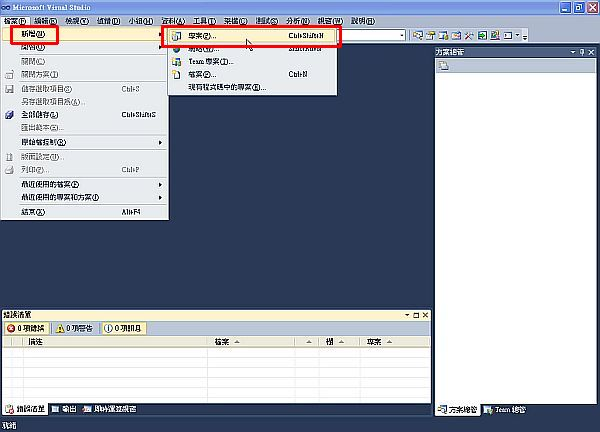 Microsoft Visual Studio
檔案(F) 編輯(E) 檢視(V) 偵錯(D) 小組(M) 資料(A) 工具(T) 架構(C) 測試(S) 分析(N) 視窗(W) 說明(H)
新增(N)
專案(P)... Ctrl+Shift+N
開啟(O)
網站(W)... Shift+Alt+N
關閉(C)
Team 專案(T)...
關閉方案(T)
檔案(F)... Ctrl+N
儲存選取項目(S) Ctrl+S
現有程式碼中的專案(E)...
另存選取項目為(A)...
全部儲存(L) Ctrl+Shift+S
匯出範本(E)...
原始檔控制(R)
版面設定(U)...
列印(P)... Ctrl+P
最近使用的檔案(F)
最近使用的專案和方案(J)
結束(X) Alt+F4
方案總管
錯誤清單
0 項錯誤 0 項警告 0 項訊息
描述 檔案 行 欄 專案
錯誤清單 輸出 即時運算視窗
方案總管 Team 總管
就緒